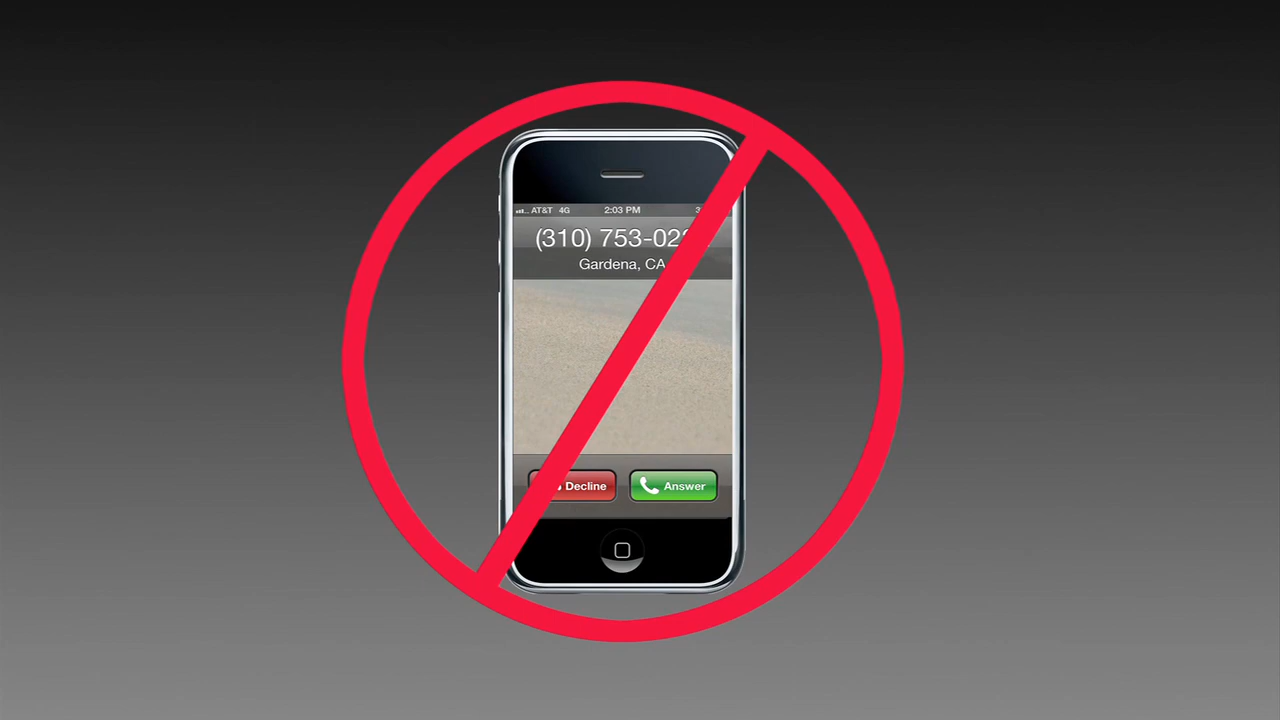 AT&T 4G 2:03 PM
(310) 753-02
Gardena, CA
Decline Answer